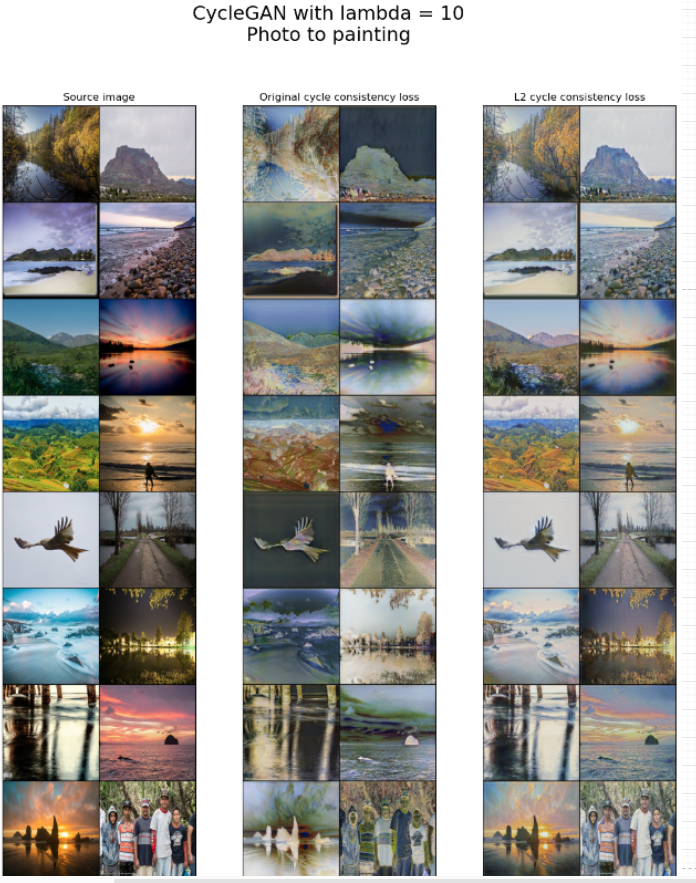 CycleGAN with lambda = 10
Photo to painting
Source image
Original cycle consistency loss
L2 cycle consistency loss